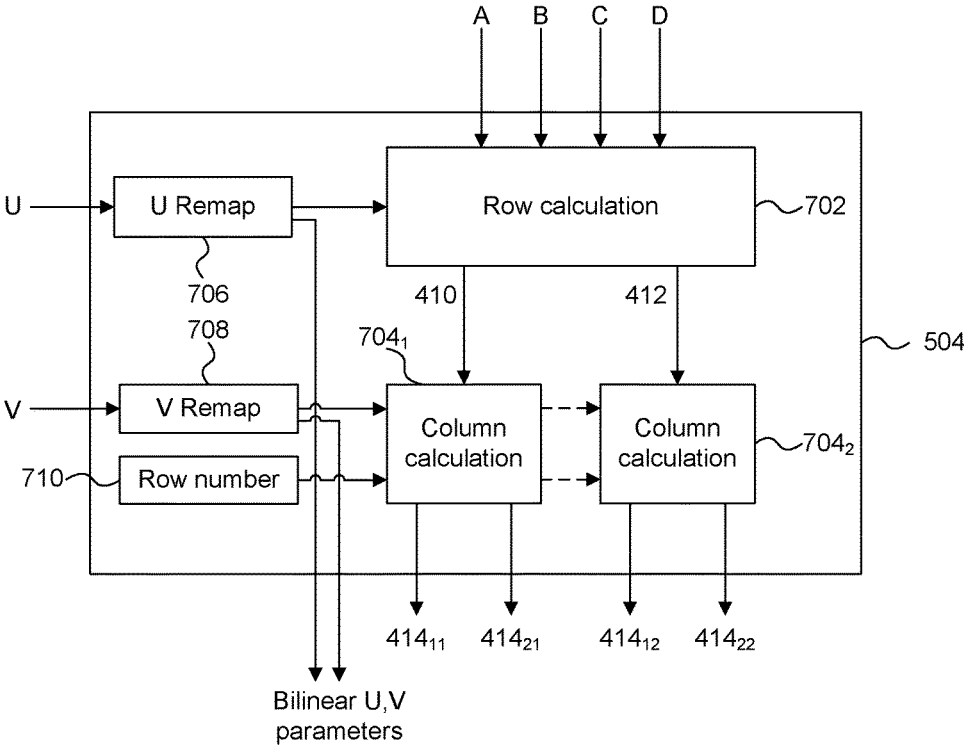 A B C D
U
U Remap
Row calculation
702
706
410
412
708
704₁
504
V
V Remap
Column
calculation
Column
calculation
704₂
710
Row number
414₁₁
414₂₁
414₁₂
414₂₂
Bilinear U,V
parameters